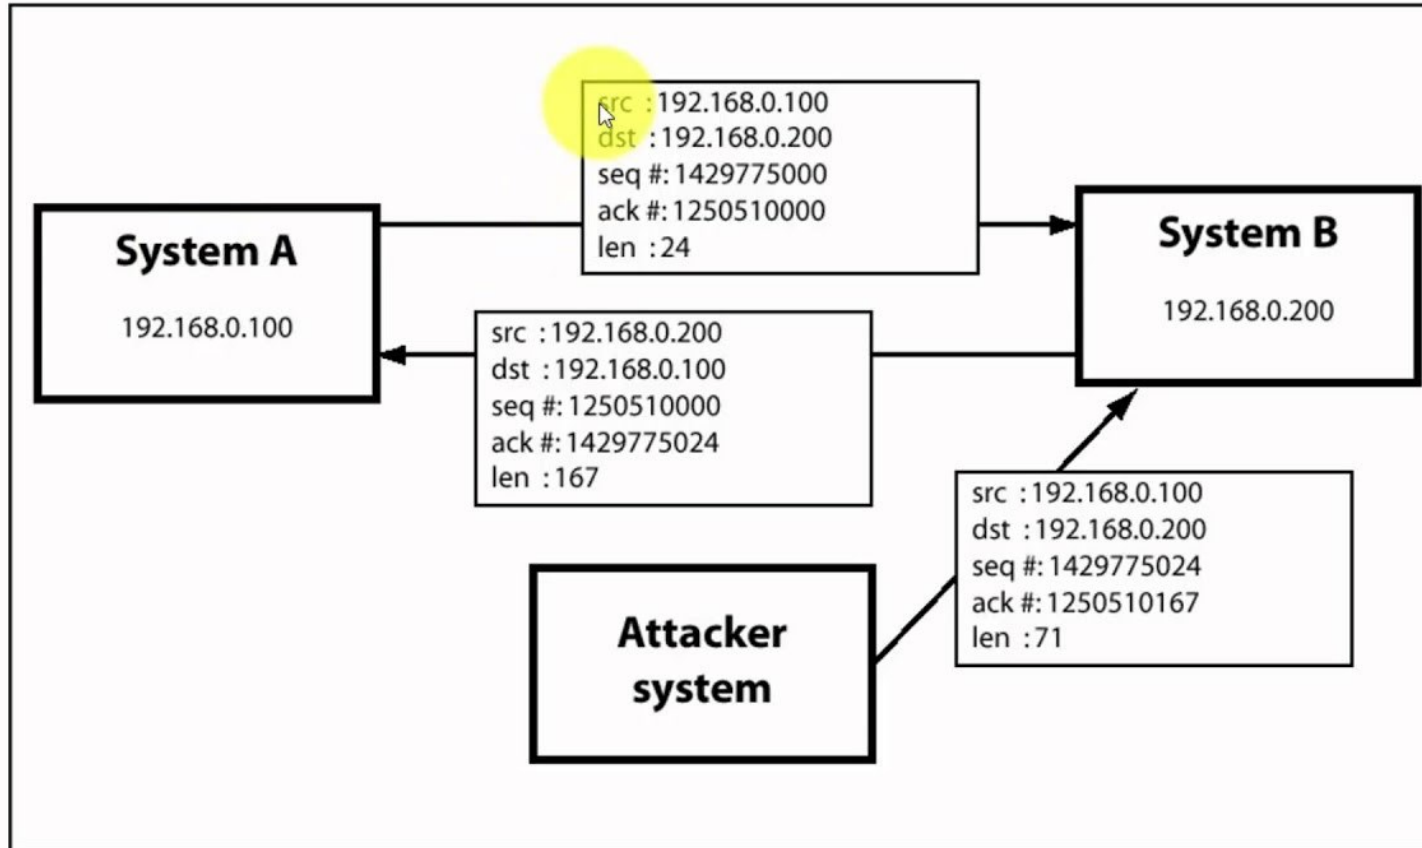 src : 192.168.0.100
dst : 192.168.0.200
seq #: 1429775000
ack #: 1250510000
len : 24
System A
192.168.0.100
System B
192.168.0.200
src : 192.168.0.200
dst : 192.168.0.100
seq #: 1250510000
ack #: 1429775024
len : 167
src : 192.168.0.100
dst : 192.168.0.200
seq #: 1429775024
ack #: 1250510167
len : 71
Attacker
system